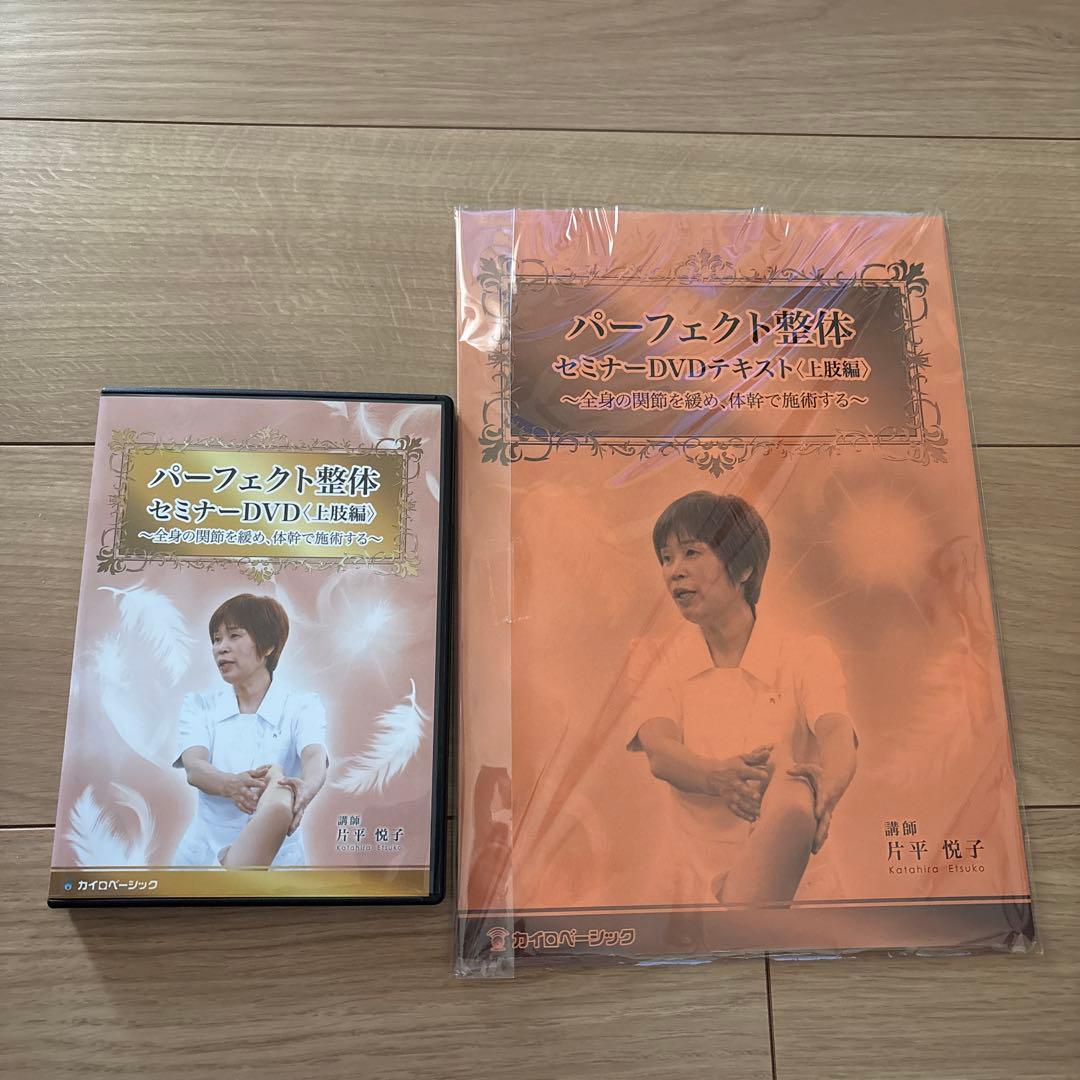 パーフェクト整体
セミナーDVD〈上肢編〉
〜全身の関節を緩め、体幹で施術する〜
講師
片平 悦子
Katahira Etsuko
カイロベーシック
パーフェクト整体
セミナーDVDテキスト〈上肢編〉
〜全身の関節を緩め、体幹で施術する〜
講師
片平 悦子
Katahira Etsuko
カイロベーシック